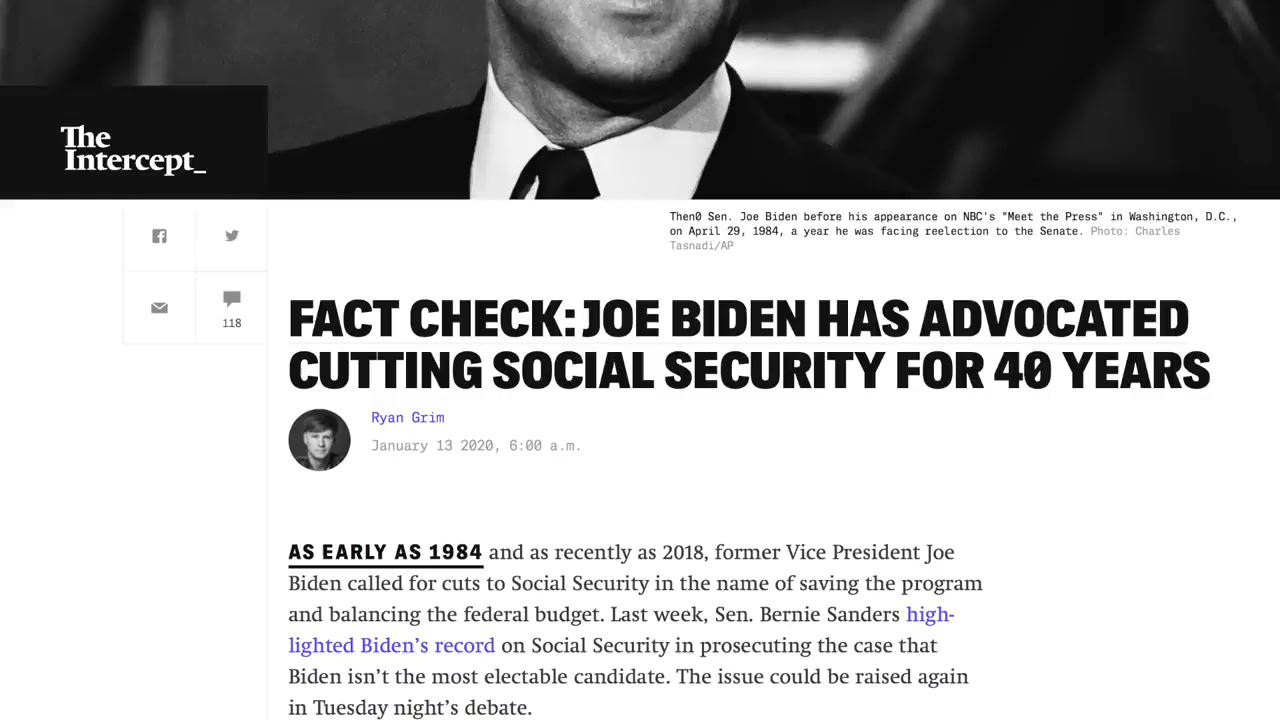 The
Intercept_
Then0 Sen. Joe Biden before his appearance on NBC's "Meet the Press" in Washington, D.C.,
on April 29, 1984, a year he was facing reelection to the Senate. Photo: Charles
Tasnadi/AP
118
FACT CHECK: JOE BIDEN HAS ADVOCATED
CUTTING SOCIAL SECURITY FOR 40 YEARS
Ryan Grim
January 13 2020, 6:00 a.m.
AS EARLY AS 1984 and as recently as 2018, former Vice President Joe
Biden called for cuts to Social Security in the name of saving the program
and balancing the federal budget. Last week, Sen. Bernie Sanders high-
lighted Biden’s record on Social Security in prosecuting the case that
Biden isn’t the most electable candidate. The issue could be raised again
in Tuesday night’s debate.